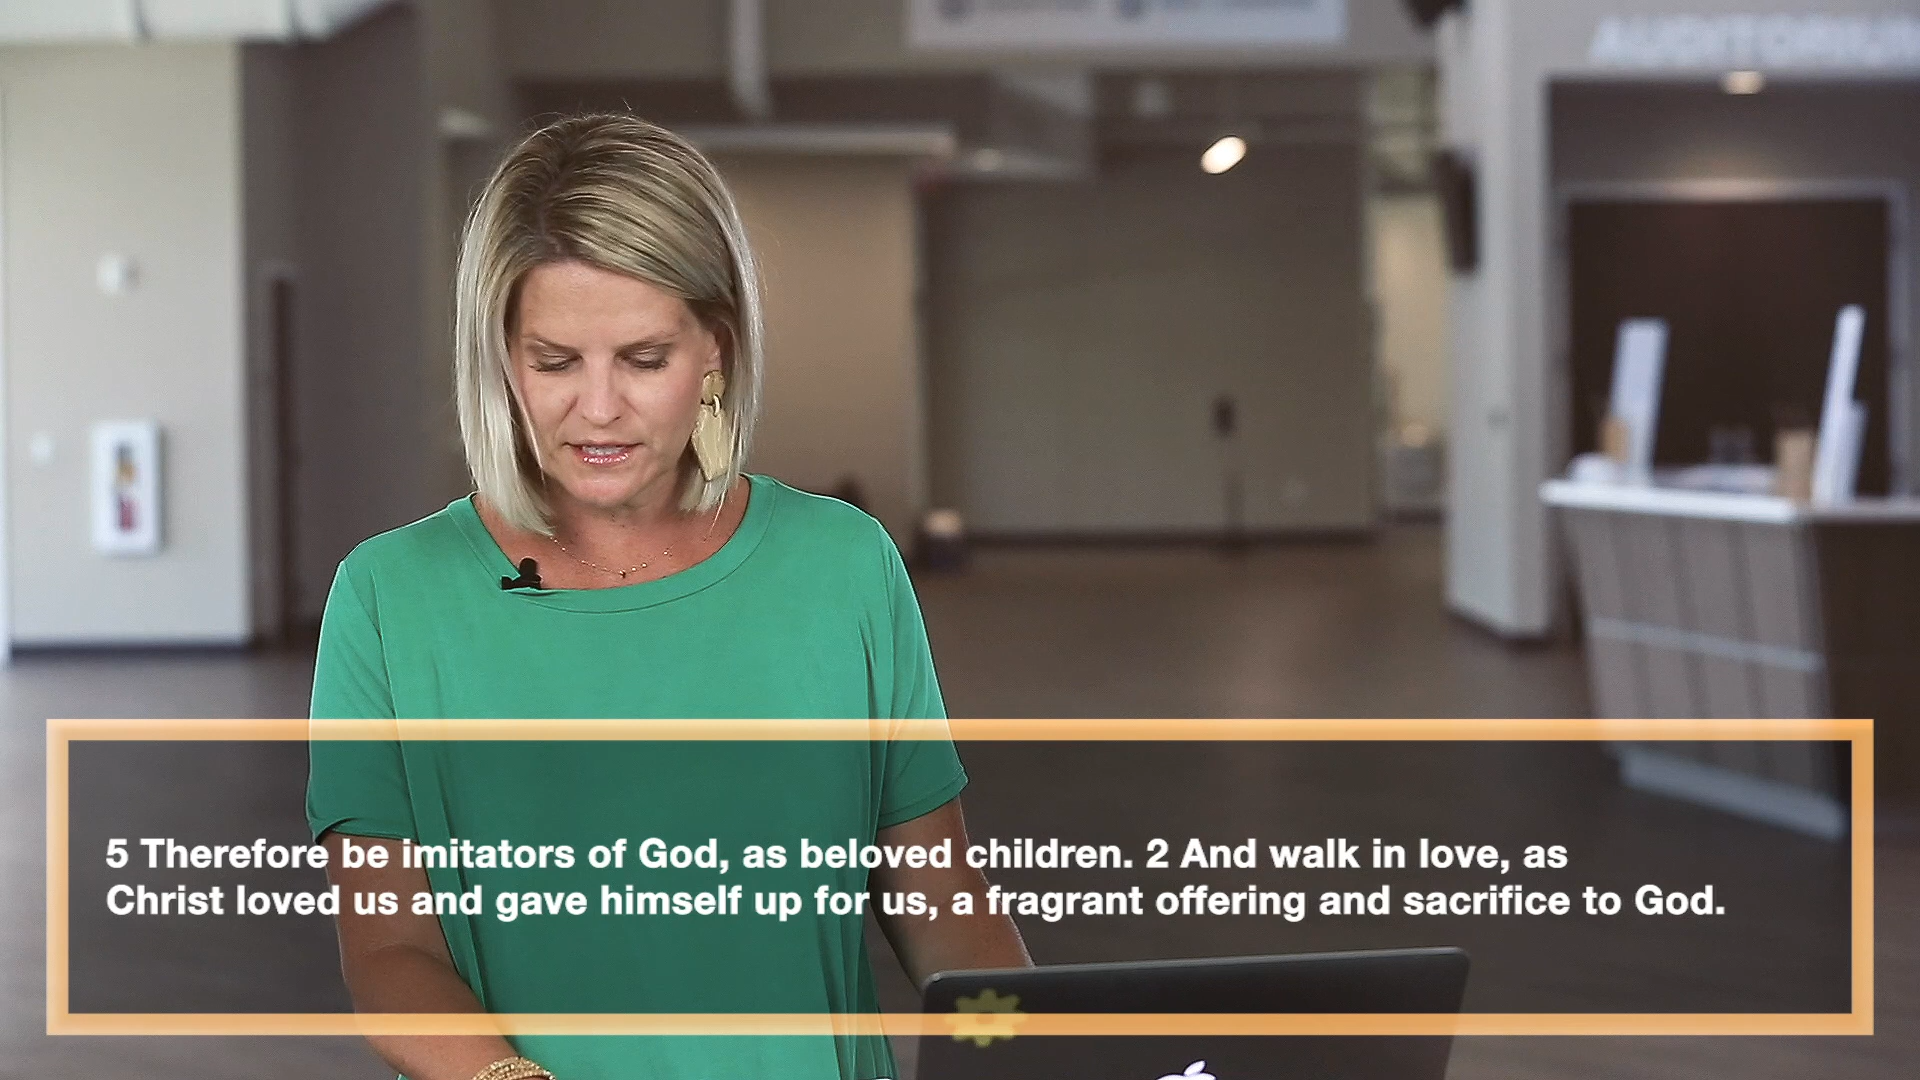 AUDITORIUM
5 Therefore be imitators of God, as beloved children. 2 And walk in love, as
Christ loved us and gave himself up for us, a fragrant offering and sacrifice to God.